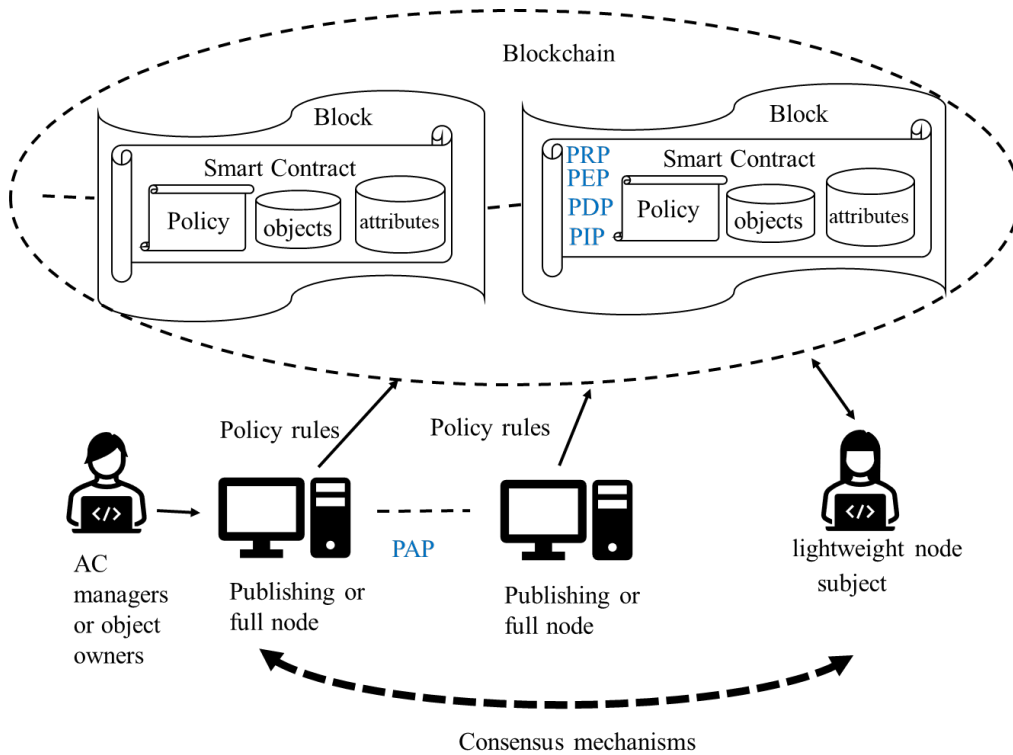 Blockchain
Block
Smart Contract
Policy
objects
attributes
Block
PRP
PEP
PDP
PIP
Smart Contract
Policy
objects
attributes
Policy rules
Policy rules
</>
AC
managers
or object
owners
PAP
Publishing or
full node
Publishing or
full node
</>
lightweight node
subject
Consensus mechanisms